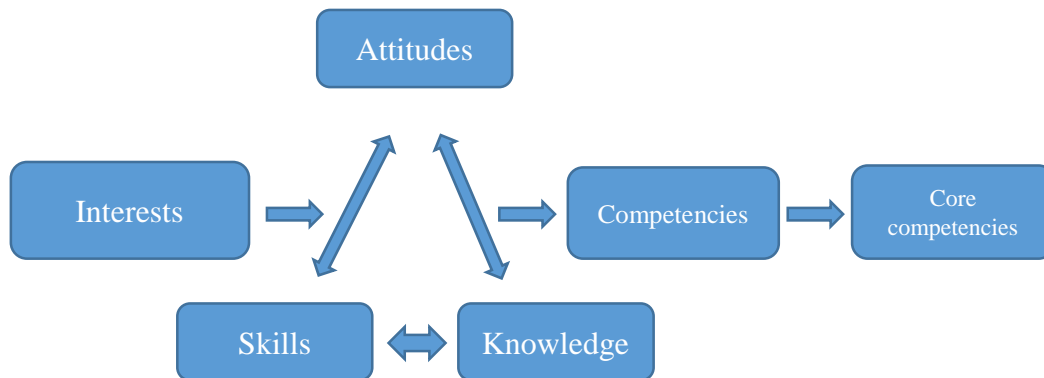 Attitudes
Interests
Competencies
Core
competencies
Skills
Knowledge